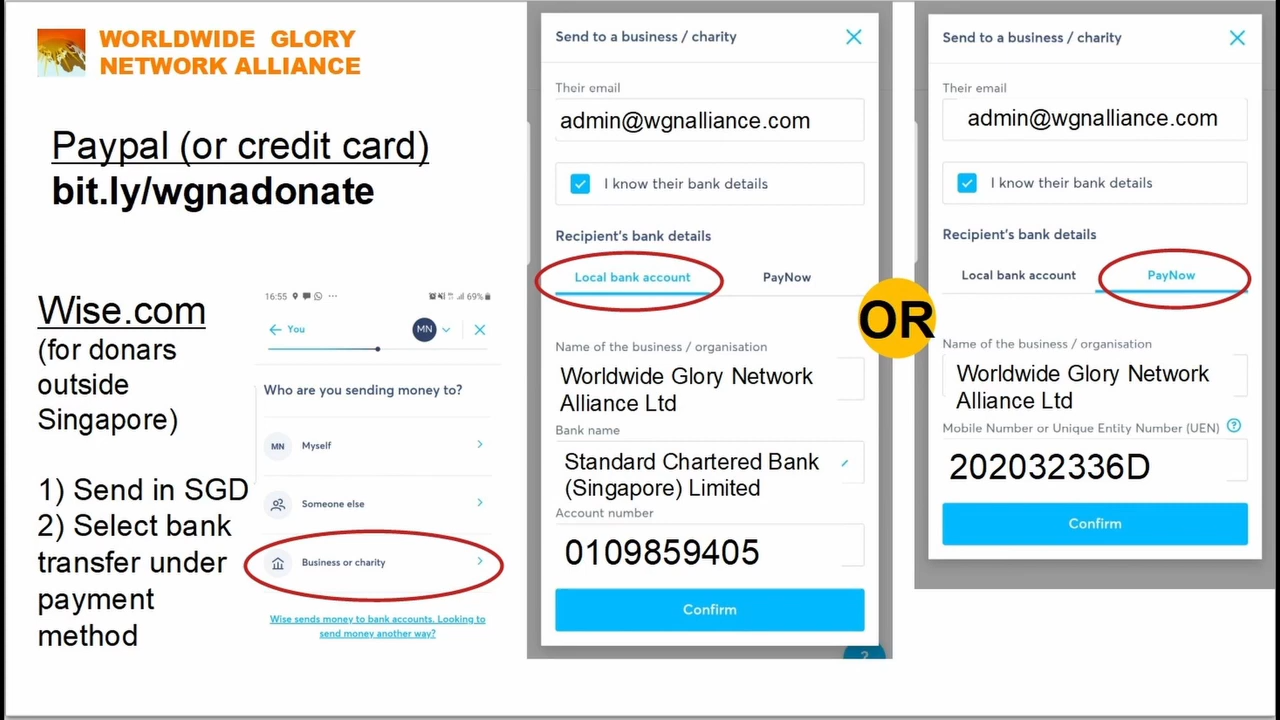 WORLDWIDE GLORY
NETWORK ALLIANCE
Paypal (or credit card)
bit.ly/wgnadonate
Wise.com
(for donars
outside
Singapore)
1) Send in SGD
2) Select bank
transfer under
payment
method
16:55
69%
You
MN
Who are you sending money to?
MN Myself
Someone else
Business or charity
Wise sends money to bank accounts. Looking to
send money another way?
Send to a business / charity
Their email
admin@wgnalliance.com
I know their bank details
Recipient's bank details
Local bank account PayNow
Name of the business / organisation
Worldwide Glory Network
Alliance Ltd
Bank name
Standard Chartered Bank
(Singapore) Limited
Account number
0109859405
Confirm
?
OR
Send to a business / charity
Their email
admin@wgnalliance.com
I know their bank details
Recipient's bank details
Local bank account PayNow
Name of the business / organisation
Worldwide Glory Network
Alliance Ltd
Mobile Number or Unique Entity Number (UEN) ?
202032336D
Confirm